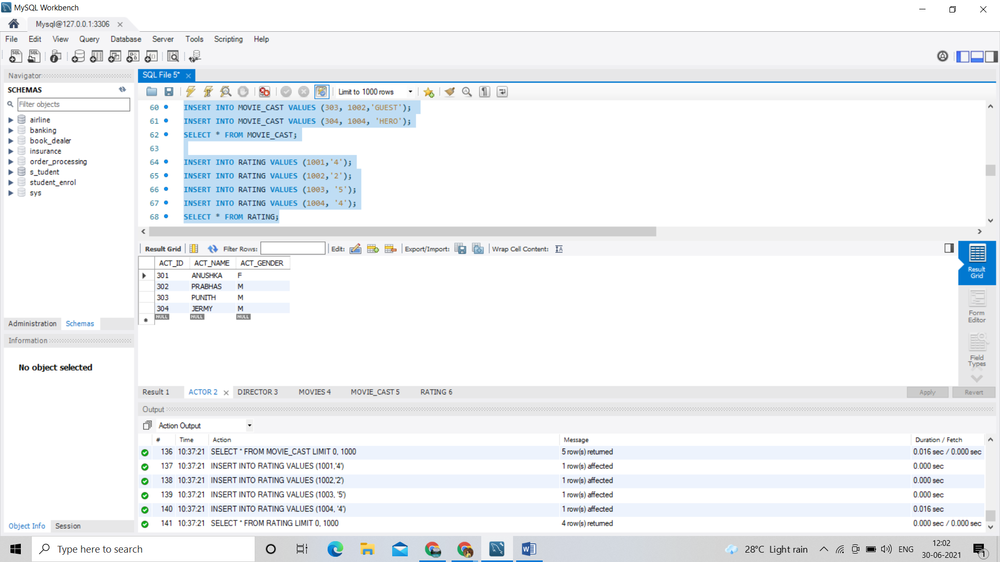 MySQL Workbench
Mysql@127.0.0.1:3306
File Edit View Query Database Server Tools Scripting Help
Navigator
SCHEMAS
Filter objects
airline
banking
book_dealer
insurance
order_processing
s_tudent
student_enrol
sys
Administration Schemas
Information
No object selected
Object Info Session
SQL File 5*
Limit to 1000 rows
60 INSERT INTO MOVIE_CAST VALUES (303, 1002,'GUEST');
61 INSERT INTO MOVIE_CAST VALUES (304, 1004, 'HERO');
62 SELECT * FROM MOVIE_CAST;
63
64 INSERT INTO RATING VALUES (1001,'4');
65 INSERT INTO RATING VALUES (1002,'2');
66 INSERT INTO RATING VALUES (1003, '5');
67 INSERT INTO RATING VALUES (1004, '4');
68 SELECT * FROM RATING;
Result Grid Filter Rows: Edit: Export/Import: Wrap Cell Content:
ACT_ID ACT_NAME ACT_GENDER
301 ANUSHKA F
302 PRABHAS M
303 PUNITH M
304 JERMY M
NULL NULL NULL
Result
Grid
Form
Editor
Field
Types
Result 1 ACTOR 2 DIRECTOR 3 MOVIES 4 MOVIE_CAST 5 RATING 6 Apply Revert
Output
Action Output
# Time Action Message Duration / Fetch
136 10:37:21 SELECT * FROM MOVIE_CAST LIMIT 0, 1000 5 row(s) returned 0.016 sec / 0.000 sec
137 10:37:21 INSERT INTO RATING VALUES (1001,'4') 1 row(s) affected 0.000 sec
138 10:37:21 INSERT INTO RATING VALUES (1002,'2') 1 row(s) affected 0.000 sec
139 10:37:21 INSERT INTO RATING VALUES (1003, '5') 1 row(s) affected 0.000 sec
140 10:37:21 INSERT INTO RATING VALUES (1004, '4') 1 row(s) affected 0.016 sec
141 10:37:21 SELECT * FROM RATING LIMIT 0, 1000 4 row(s) returned 0.000 sec / 0.000 sec
Type here to search
28°C Light rain
ENG
12:02
30-06-2021
1